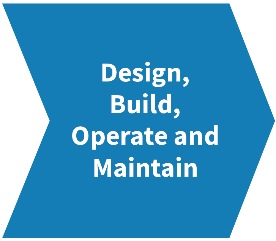 Design,
Build,
Operate and
Maintain